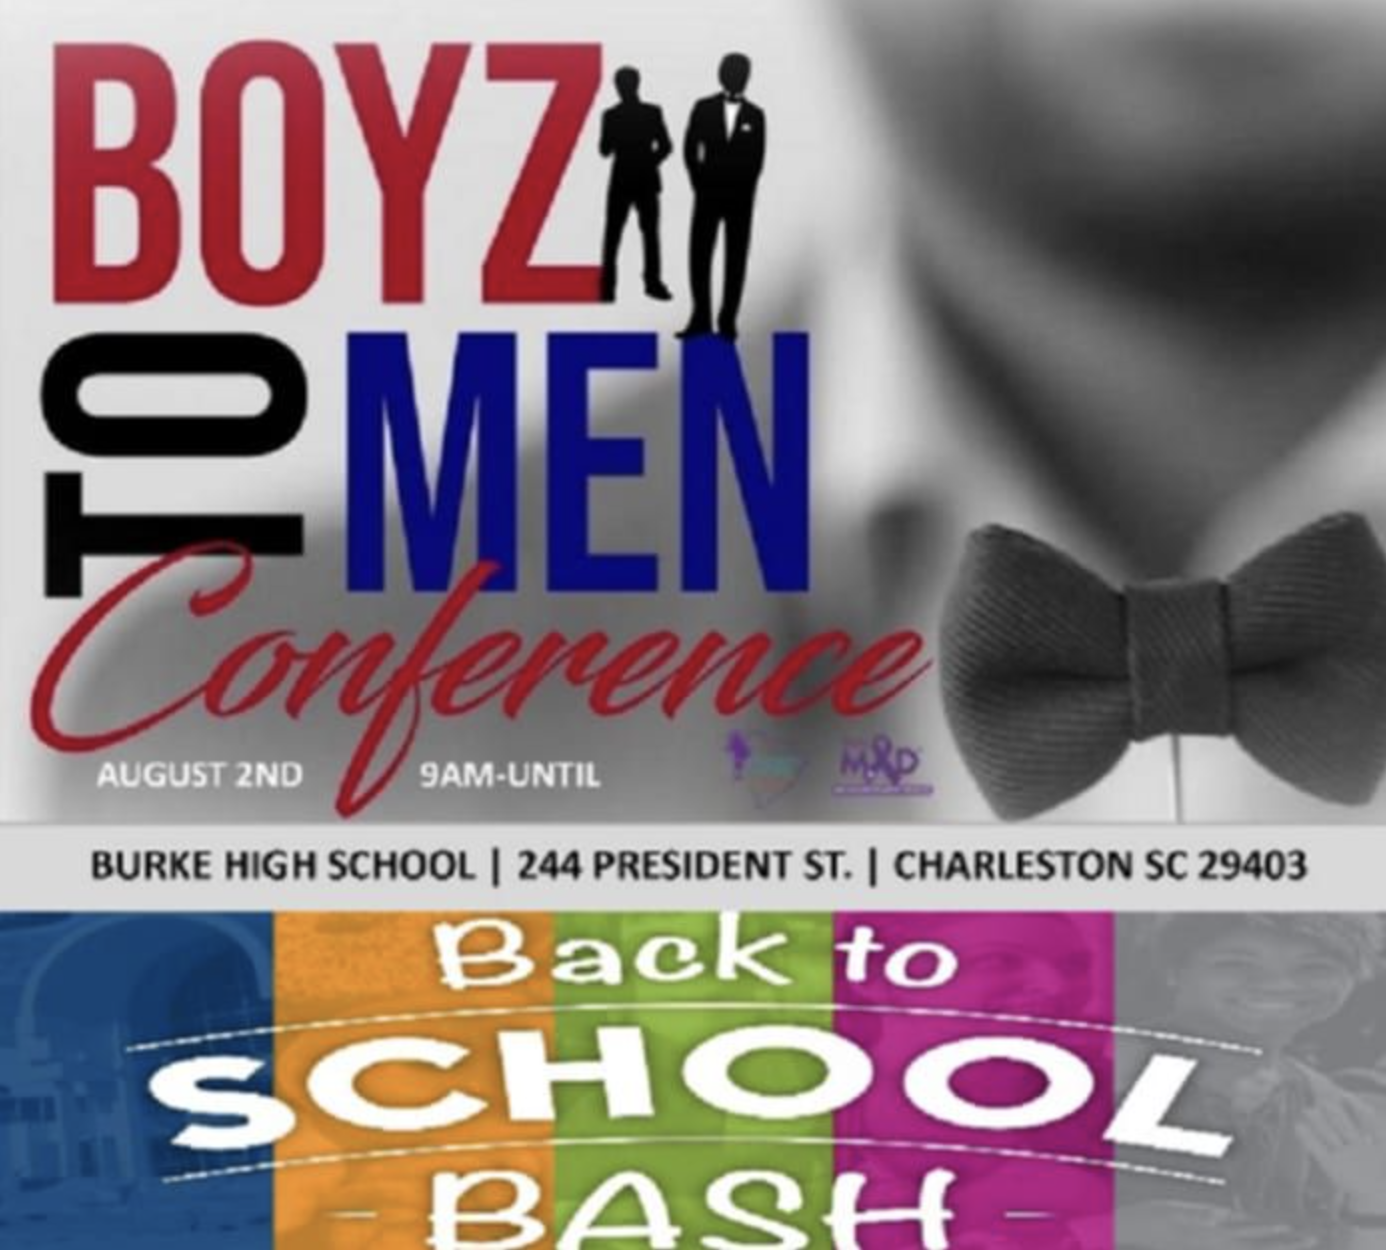 BOYZ
TO
MEN
Conference
AUGUST 2ND 9AM-UNTIL
M&D
BURKE HIGH SCHOOL | 244 PRESIDENT ST. | CHARLESTON SC 29403
Back to
SCHOOL
- BASH -